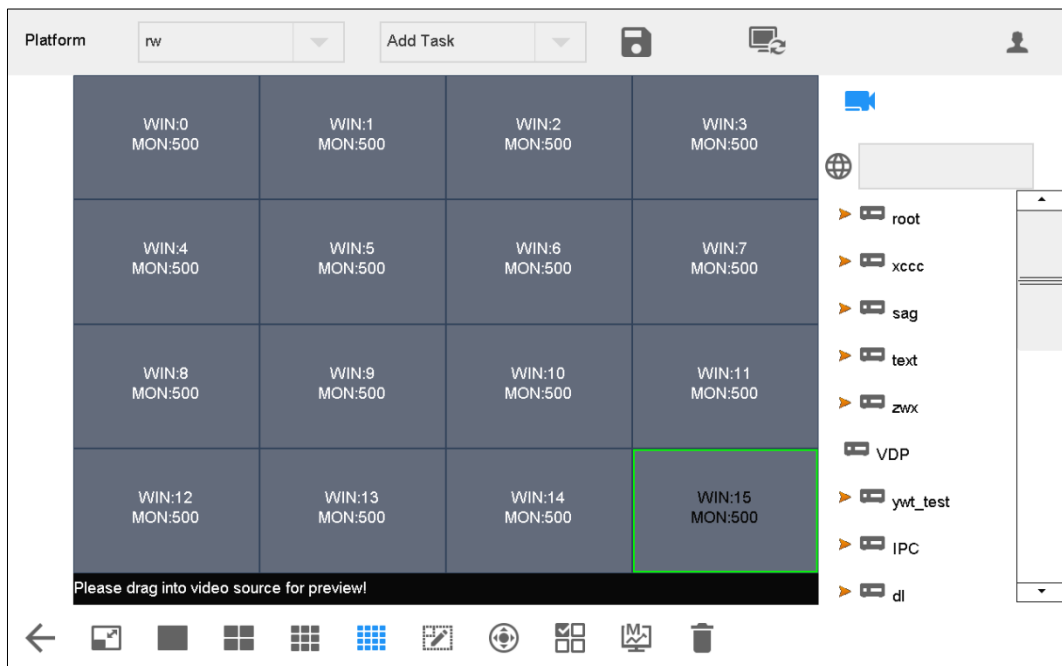 Platform rw Add Task
WIN:0 WIN:1 WIN:2 WIN:3
MON:500 MON:500 MON:500 MON:500
WIN:4 WIN:5 WIN:6 WIN:7
MON:500 MON:500 MON:500 MON:500
WIN:8 WIN:9 WIN:10 WIN:11
MON:500 MON:500 MON:500 MON:500
WIN:12 WIN:13 WIN:14 WIN:15
MON:500 MON:500 MON:500 MON:500
Please drag into video source for preview!
root
xccc
sag
text
zwx
VDP
ywt_test
IPC
dl
M